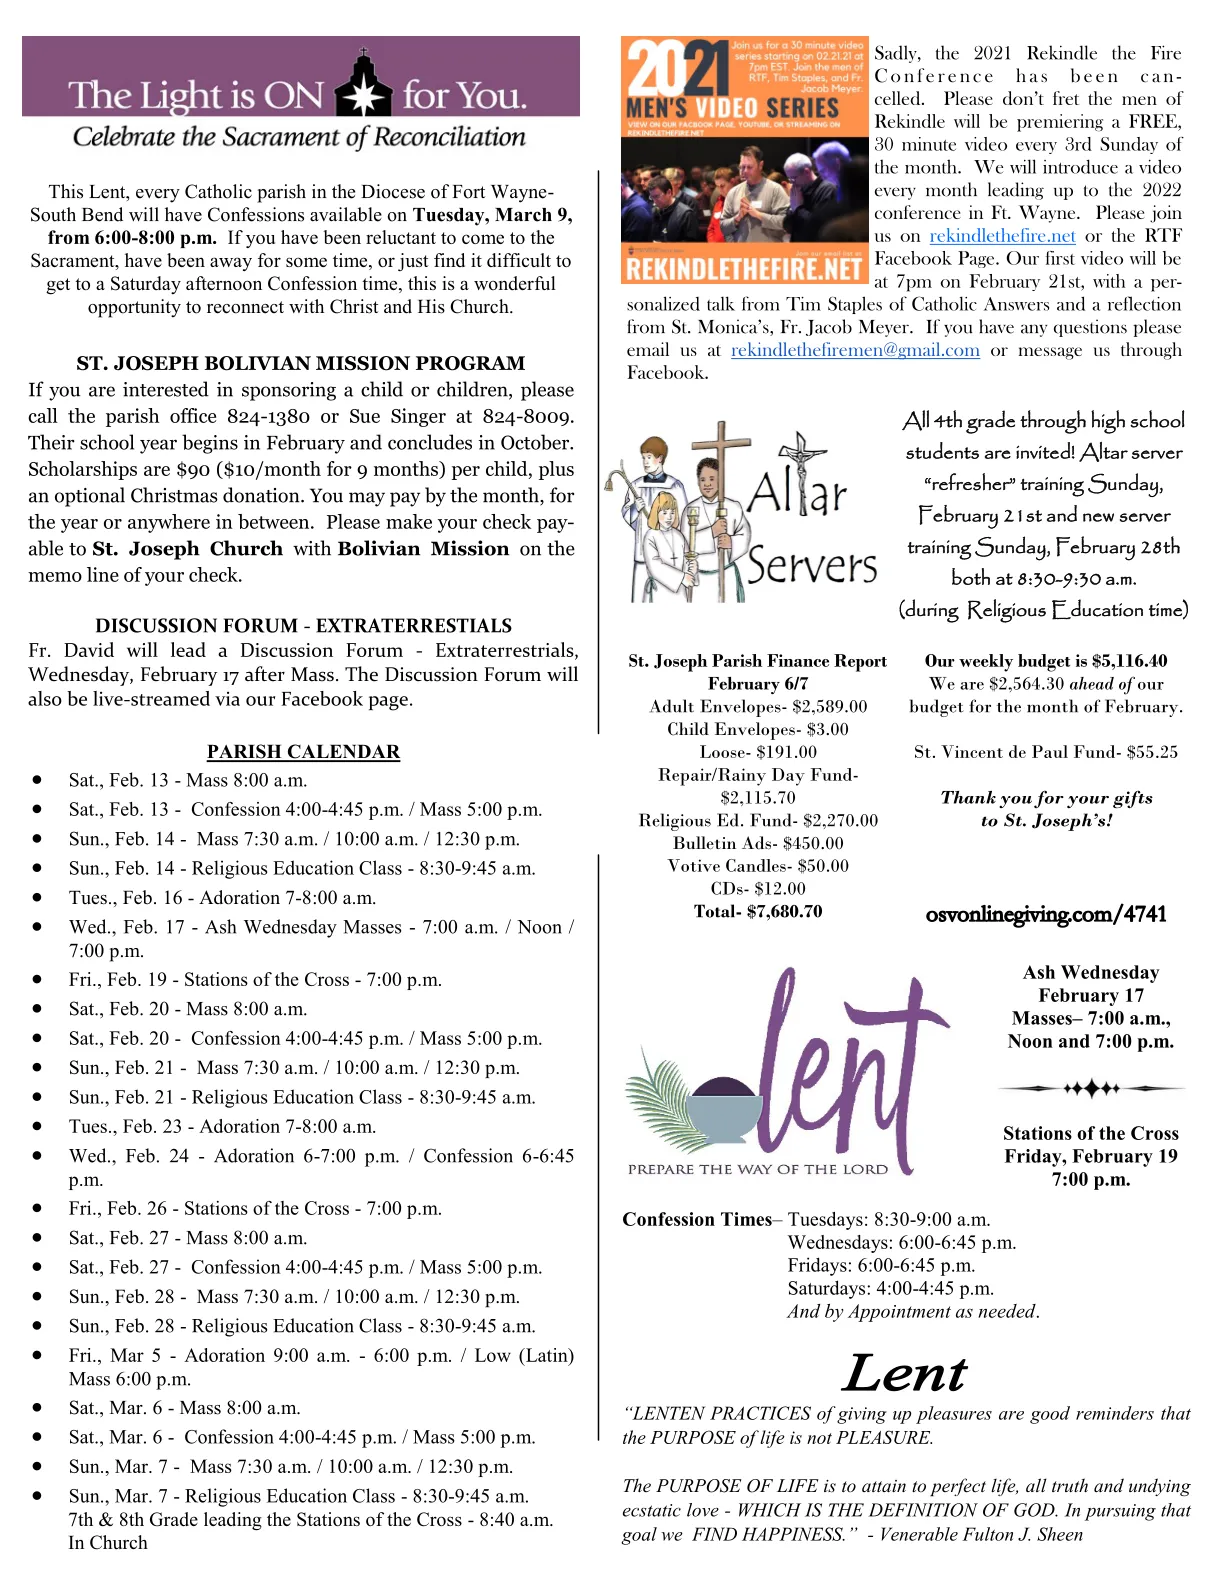 The Light is ON for You.
Celebrate the Sacrament of Reconciliation
This Lent, every Catholic parish in the Diocese of Fort Wayne-
South Bend will have Confessions available on Tuesday, March 9,
from 6:00-8:00 p.m.  If you have been reluctant to come to the
Sacrament, have been away for some time, or just find it difficult to
get to a Saturday afternoon Confession time, this is a wonderful
opportunity to reconnect with Christ and His Church.
ST. JOSEPH BOLIVIAN MISSION PROGRAM
If you are interested in sponsoring a child or children, please
call the parish office 824-1380 or Sue Singer at 824-8009.
Their school year begins in February and concludes in October.
Scholarships are $90 ($10/month for 9 months) per child, plus
an optional Christmas donation. You may pay by the month, for
the year or anywhere in between.  Please make your check pay-
able to St. Joseph Church with Bolivian Mission on the
memo line of your check.
DISCUSSION FORUM - EXTRATERRESTIALS
Fr. David will lead a Discussion Forum - Extraterrestrials,
Wednesday, February 17 after Mass. The Discussion Forum will
also be live-streamed via our Facebook page.
PARISH CALENDAR
• Sat., Feb. 13 - Mass 8:00 a.m.
• Sat., Feb. 13 -  Confession 4:00-4:45 p.m. / Mass 5:00 p.m.
• Sun., Feb. 14 -  Mass 7:30 a.m. / 10:00 a.m. / 12:30 p.m.
• Sun., Feb. 14 - Religious Education Class - 8:30-9:45 a.m.
• Tues., Feb. 16 - Adoration 7-8:00 a.m.
• Wed., Feb. 17 - Ash Wednesday Masses - 7:00 a.m. / Noon /
7:00 p.m.
• Fri., Feb. 19 - Stations of the Cross - 7:00 p.m.
• Sat., Feb. 20 - Mass 8:00 a.m.
• Sat., Feb. 20 -  Confession 4:00-4:45 p.m. / Mass 5:00 p.m.
• Sun., Feb. 21 -  Mass 7:30 a.m. / 10:00 a.m. / 12:30 p.m.
• Sun., Feb. 21 - Religious Education Class - 8:30-9:45 a.m.
• Tues., Feb. 23 - Adoration 7-8:00 a.m.
• Wed., Feb. 24 - Adoration 6-7:00 p.m. / Confession 6-6:45
p.m.
• Fri., Feb. 26 - Stations of the Cross - 7:00 p.m.
• Sat., Feb. 27 - Mass 8:00 a.m.
• Sat., Feb. 27 -  Confession 4:00-4:45 p.m. / Mass 5:00 p.m.
• Sun., Feb. 28 -  Mass 7:30 a.m. / 10:00 a.m. / 12:30 p.m.
• Sun., Feb. 28 - Religious Education Class - 8:30-9:45 a.m.
• Fri., Mar 5 - Adoration 9:00 a.m. - 6:00 p.m. / Low (Latin)
Mass 6:00 p.m.
• Sat., Mar. 6 - Mass 8:00 a.m.
• Sat., Mar. 6 -  Confession 4:00-4:45 p.m. / Mass 5:00 p.m.
• Sun., Mar. 7 -  Mass 7:30 a.m. / 10:00 a.m. / 12:30 p.m.
• Sun., Mar. 7 - Religious Education Class - 8:30-9:45 a.m.
7th & 8th Grade leading the Stations of the Cross - 8:40 a.m.
In Church
2021
Join us for a 30 minute video
series starting on 02.21.21 at
7pm EST. Join the men of
RTF, Tim Staples, and Fr.
Jacob Meyer.
MEN'S VIDEO SERIES
VIEW ON OUR FACBOOK PAGE, YOUTUBE, OR STREAMING ON
REKINDLETHEFIRE.NET
REKINDLETHEFIRE.NET
Sadly, the 2021 Rekindle the Fire
Conference has been can-
celled.  Please don't fret the men of
Rekindle will be premiering a FREE,
30 minute video every 3rd Sunday of
the month.  We will introduce a video
every month leading up to the 2022
conference in Ft. Wayne.  Please join
us on rekindlethefire.net or the RTF
Facebook Page. Our first video will be
at 7pm on February 21st, with a per-
sonalized talk from Tim Staples of Catholic Answers and a reflection
from St. Monica's, Fr. Jacob Meyer.  If you have any questions please
email us at rekindlethefiremen@gmail.com or message us through
Facebook.
Altar
Servers
All 4th grade through high school
students are invited! Altar server
“refresher” training Sunday,
February 21st and new server
training Sunday, February 28th
both at 8:30-9:30 a.m.
(during  Religious Education time)
St. Joseph Parish Finance Report
February 6/7
Adult Envelopes- $2,589.00
Child Envelopes- $3.00
Loose- $191.00
Repair/Rainy Day Fund-
$2,115.70
Religious Ed. Fund- $2,270.00
Bulletin Ads- $450.00
Votive Candles- $50.00
CDs- $12.00
Total- $7,680.70
Our weekly budget is $5,116.40
We are $2,564.30 ahead of our
budget for the month of February.
St. Vincent de Paul Fund- $55.25
Thank you for your gifts
to St. Joseph's!
osvonlinegiving.com/4741
lent
PREPARE THE WAY OF THE LORD
Ash Wednesday
February 17
Masses– 7:00 a.m.,
Noon and 7:00 p.m.
Stations of the Cross
Friday, February 19
7:00 p.m.
Confession Times– Tuesdays: 8:30-9:00 a.m.
Wednesdays: 6:00-6:45 p.m.
Fridays: 6:00-6:45 p.m.
Saturdays: 4:00-4:45 p.m.
And by Appointment as needed.
Lent
“LENTEN PRACTICES of giving up pleasures are good reminders that
the PURPOSE of life is not PLEASURE.
The PURPOSE OF LIFE is to attain to perfect life, all truth and undying
ecstatic love - WHICH IS THE DEFINITION OF GOD. In pursuing that
goal we  FIND HAPPINESS.”  - Venerable Fulton J. Sheen